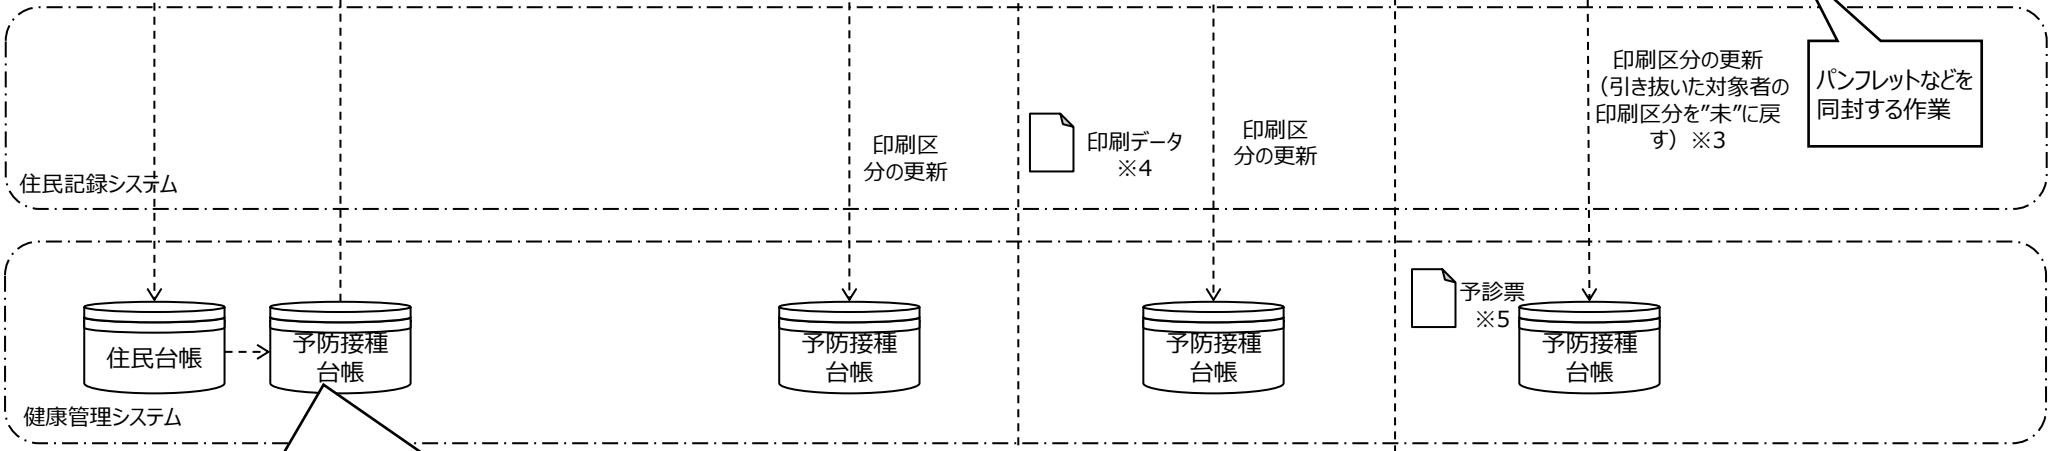 住民記録システム
印刷区
分の更新
印刷データ
※4
印刷区
分の更新
印刷区分の更新
（引き抜いた対象者の
印刷区分を”未”に戻
す）※3
パンフレットなどを
同封する作業
住民台帳
予防接種
台帳
予防接種
台帳
予防接種
台帳
予診票
※5
予防接種
台帳
健康管理システム